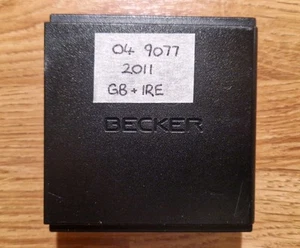 04 9077
2011
GB + IRE
BECKER